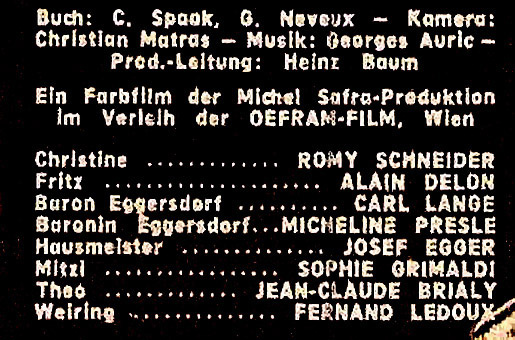 Buch: C. Spaak, G. Neveux — Kamera:
Christian Matras — Musik: Georges Auric —
Prod.-Leitung: Heinz Baum
Ein Farbfilm der Michel Safra-Produktion
im Verleih der OEFRAM-FILM, Wien
Christine ............. ROMY SCHNEIDER
Fritz ..................... ALAIN DELON
Baron Eggersdorf .......... CARL LANGE
Baronin Eggersdorf...MICHELINE PRESLE
Hausmeister .............. JOSEF EGGER
Mitzi ................. SOPHIE GRIMALDI
Theo ............. JEAN-CLAUDE BRIALY
Weiring .............. FERNAND LEDOUX